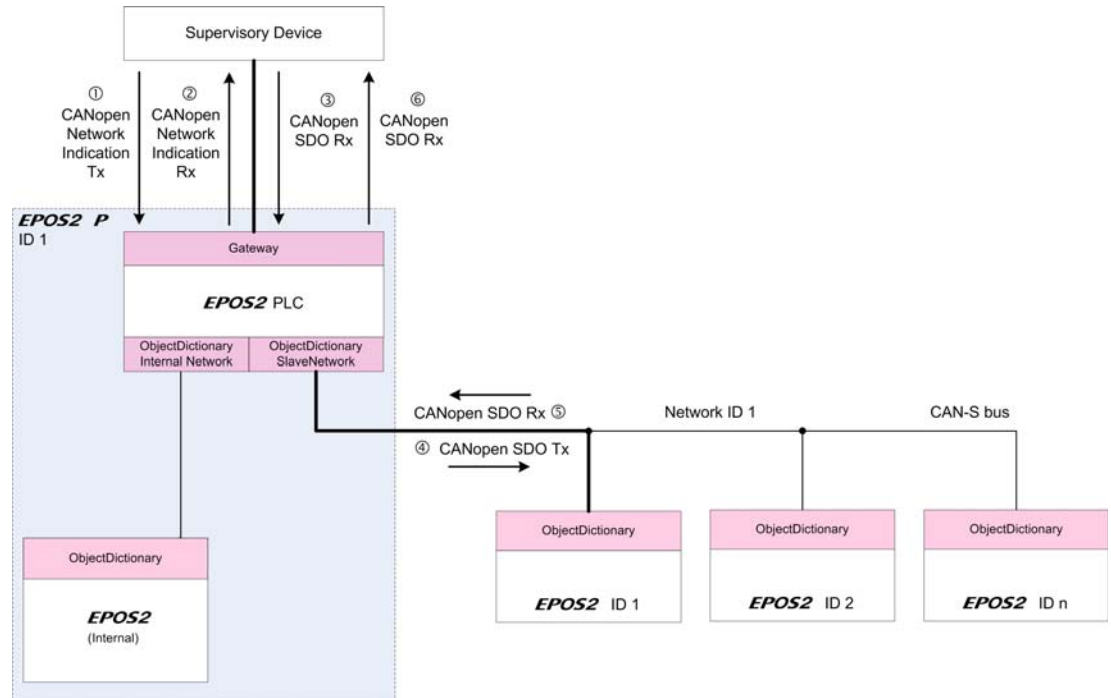 Supervisory Device
①
CANopen
Network
Indication
Tx
②
CANopen
Network
Indication
Rx
③
CANopen
SDO Rx
⑥
CANopen
SDO Rx
EPOS2 P
ID 1
Gateway
EPOS2 PLC
ObjectDictionary
Internal Network
ObjectDictionary
SlaveNetwork
CANopen SDO Rx ⑤
Network ID 1
CAN-S bus
④ CANopen SDO Tx
ObjectDictionary
EPOS2 ID 1
ObjectDictionary
EPOS2 ID 2
ObjectDictionary
EPOS2 ID n
ObjectDictionary
EPOS2
(Internal)